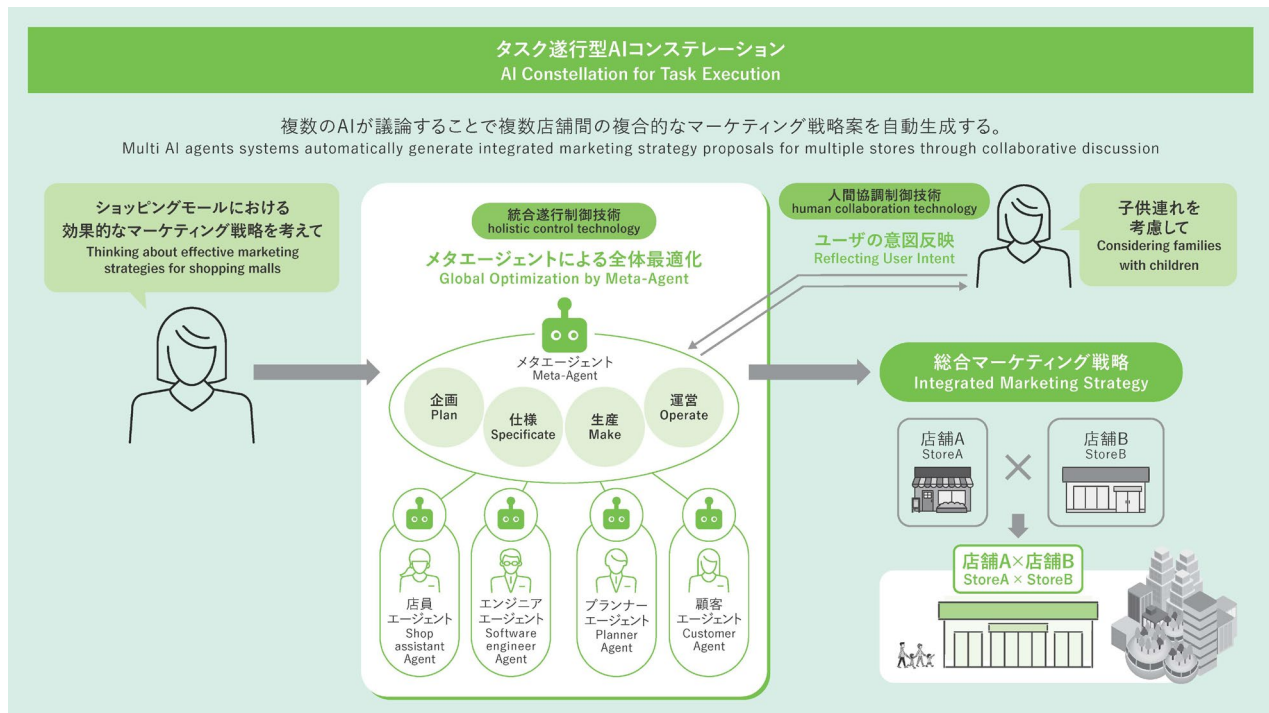 タスク遂行型AIコンステレーション
AI Constellation for Task Execution
複数のAIが議論することで複数店舗間の複合的なマーケティング戦略案を自動生成する。
Multi AI agents systems automatically generate integrated marketing strategy proposals for multiple stores through collaborative discussion
ショッピングモールにおける
効果的なマーケティング戦略を考えて
Thinking about effective marketing
strategies for shopping malls
統合遂行制御技術
holistic control technology
メタエージェントによる全体最適化
Global Optimization by Meta-Agent
メタエージェント
Meta-Agent
企画
Plan
仕様
Specificate
生産
Make
運営
Operate
店員
エージェント
Shop
assistant
Agent
エンジニア
エージェント
Software
engineer
Agent
プランナー
エージェント
Planner
Agent
顧客
エージェント
Customer
Agent
人間協調制御技術
human collaboration technology
ユーザの意図反映
Reflecting User Intent
子供連れを
考慮して
Considering families
with children
総合マーケティング戦略
Integrated Marketing Strategy
店舗A
StoreA
店舗B
StoreB
店舗A×店舗B
StoreA × StoreB